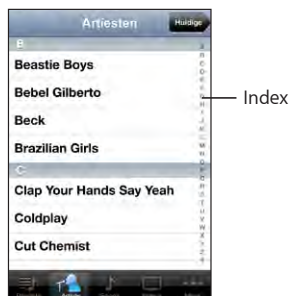 Artiesten
Huidige
B
Beastie Boys
Bebel Gilberto
Index
Beck
Brazilian Girls
C
Clap Your Hands Say Yeah
Coldplay
Cut Chemist